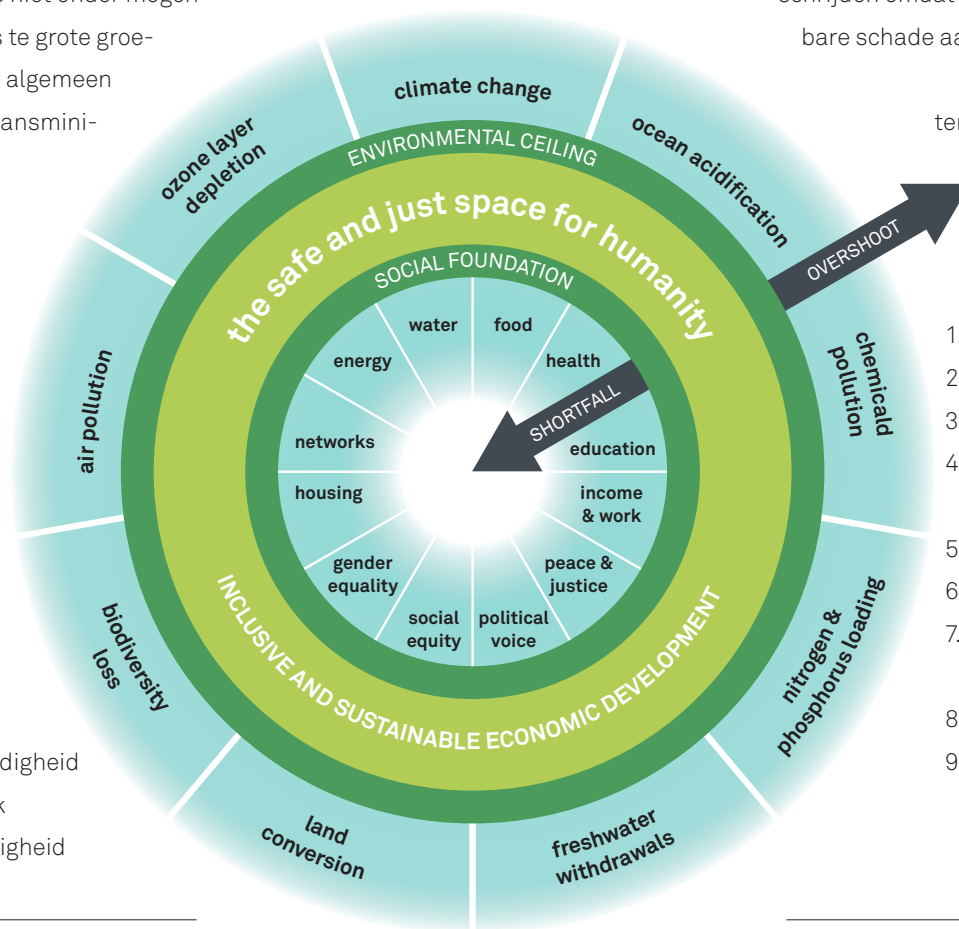 niet onder mogen
te grote groe-
algemeen
ansmini-
bare schade aa
climate change
ocean acidification
chemicald
pollution
nitrogen &
phosphorus loading
freshwater
withdrawals
land
conversion
biodiversity
loss
air pollution
ozone layer
depletion
ENVIRONMENTAL CEILING
the safe and just space for humanity
SOCIAL FOUNDATION
water
food
health
education
income
& work
peace &
justice
political
voice
social
equity
gender
equality
housing
networks
energy
SHORTFALL
OVERSHOOT
INCLUSIVE AND SUSTAINABLE ECONOMIC DEVELOPMENT
1.
2
3
4
5
6
7.
8
9
digheid
k
igheid